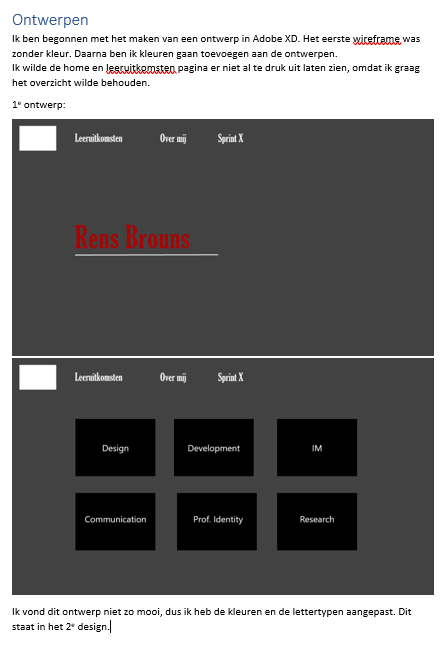 Ontwerpen
Ik ben begonnen met het maken van een ontwerp in Adobe XD. Het eerste wireframe was
zonder kleur. Daarna ben ik kleuren gaan toevoegen aan de ontwerpen.
Ik wilde de home en leeruitkomsten pagina er niet al te druk uit laten zien, omdat ik graag
het overzicht wilde behouden.
1e ontwerp:
Leeruitkomsten Over mij Sprint X
Rens Brouns
Leeruitkomsten Over mij Sprint X
Design Development IM
Communication Prof. Identity Research
Ik vond dit ontwerp niet zo mooi, dus ik heb de kleuren en de lettertypen aangepast. Dit
staat in het 2e design.